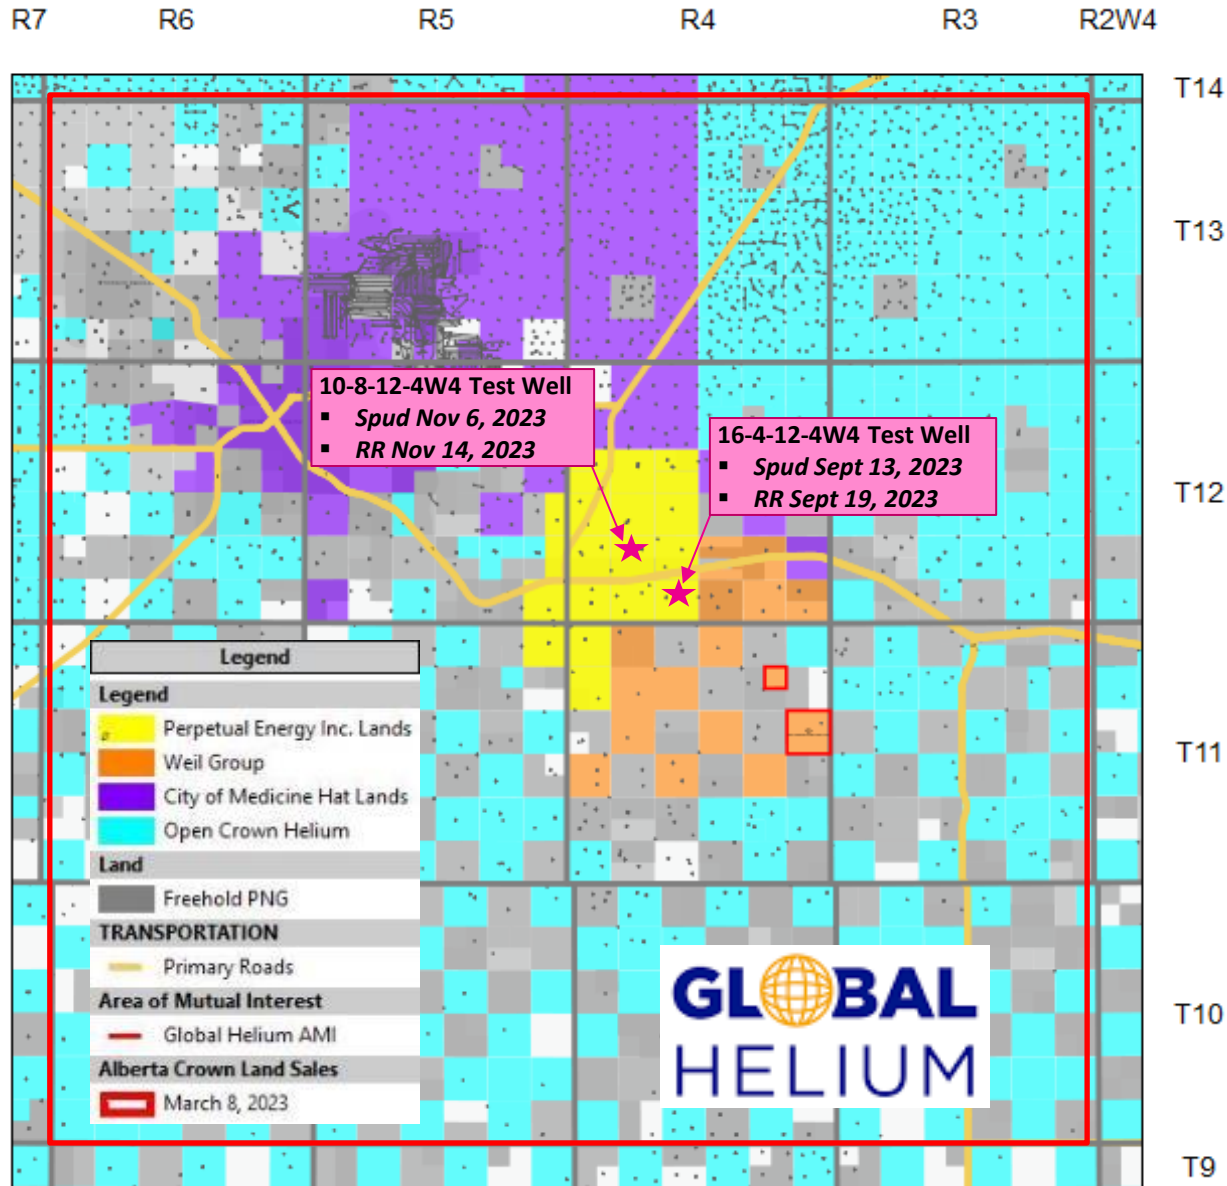 R7 R6 R5 R4 R3 R2W4
T14
T13
10-8-12-4W4 Test Well
▪ Spud Nov 6, 2023
▪ RR Nov 14, 2023
16-4-12-4W4 Test Well
▪ Spud Sept 13, 2023
▪ RR Sept 19, 2023
T12
Legend
Legend
Perpetual Energy Inc. Lands
Weil Group
City of Medicine Hat Lands
Open Crown Helium
Land
Freehold PNG
TRANSPORTATION
Primary Roads
Area of Mutual Interest
Global Helium AMI
Alberta Crown Land Sales
March 8, 2023
T11
GLOBAL
HELIUM
T10
T9